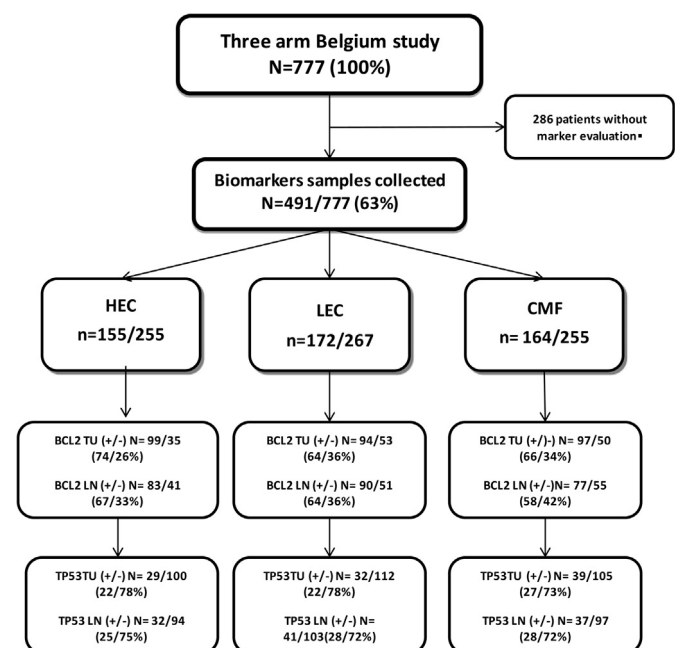 Three arm Belgium study
N=777 (100%)
286 patients without
marker evaluation▪
Biomarkers samples collected
N=491/777 (63%)
HEC
n=155/255
LEC
n=172/267
CMF
n= 164/255
BCL2 TU (+/-) N= 99/35
(74/26%)
BCL2 LN (+/-) N= 83/41
(67/33%)
BCL2 TU (+/-) N= 94/53
(64/36%)
BCL2 LN (+/-) N= 90/51
(64/36%)
BCL2 TU (+/)-) N= 97/50
(66/34%)
BCL2 LN (+/-)N= 77/55
(58/42%)
TP53TU (+/-) N= 29/100
(22/78%)
TP53 LN (+/-) N= 32/94
(25/75%)
TP53TU (+/-) N= 32/112
(22/78%)
TP53 LN (+/-) N=
41/103(28/72%)
TP53TU (+/-) N= 39/105
(27/73%)
TP53 LN (+/-) N= 37/97
(28/72%)